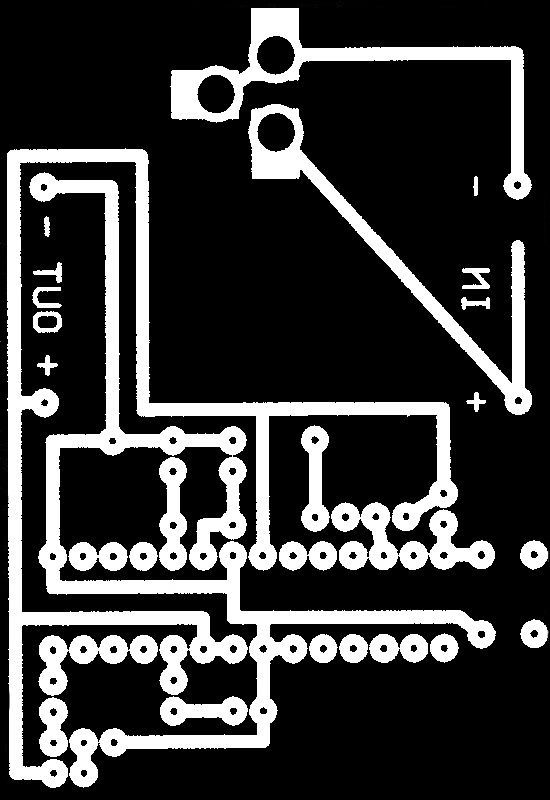 - OUT +
- IN +